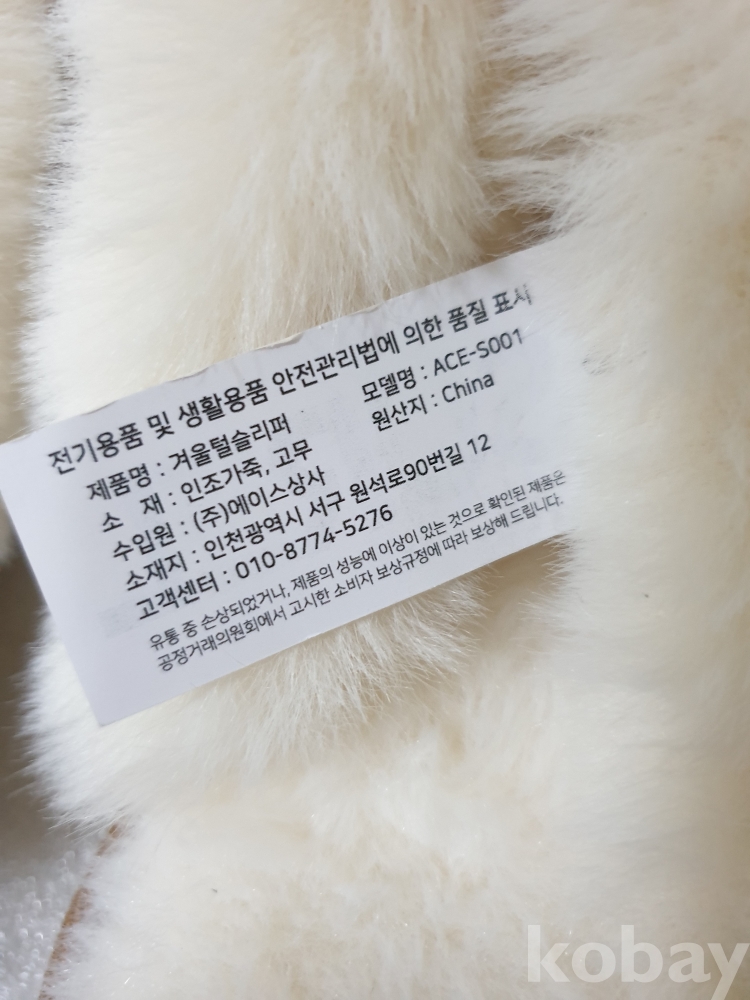 전기용품 및 생활용품 안전관리법에 의한 품질 표시
제품명 : 겨울털슬리퍼 모델명 : ACE-S001
소 재 : 인조가죽, 고무 원산지 : China
수입원 : (주)에이스상사
소재지 : 인천광역시 서구 원석로90번길 12
고객센터 : 010-8774-5276
유통 중 손상되었거나, 제품의 성능에 이상이 있는 것으로 확인된 제품은
공정거래의원회에서 고시한 소비자 보상규정에 따라 보상해 드립니다.
kobay